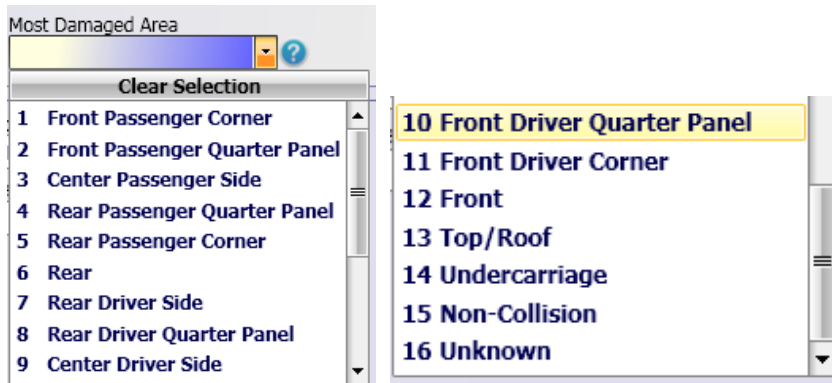 Most Damaged Area
Clear Selection
1 Front Passenger Corner
2 Front Passenger Quarter Panel
3 Center Passenger Side
4 Rear Passenger Quarter Panel
5 Rear Passenger Corner
6 Rear
7 Rear Driver Side
8 Rear Driver Quarter Panel
9 Center Driver Side
10 Front Driver Quarter Panel
11 Front Driver Corner
12 Front
13 Top/Roof
14 Undercarriage
15 Non-Collision
16 Unknown